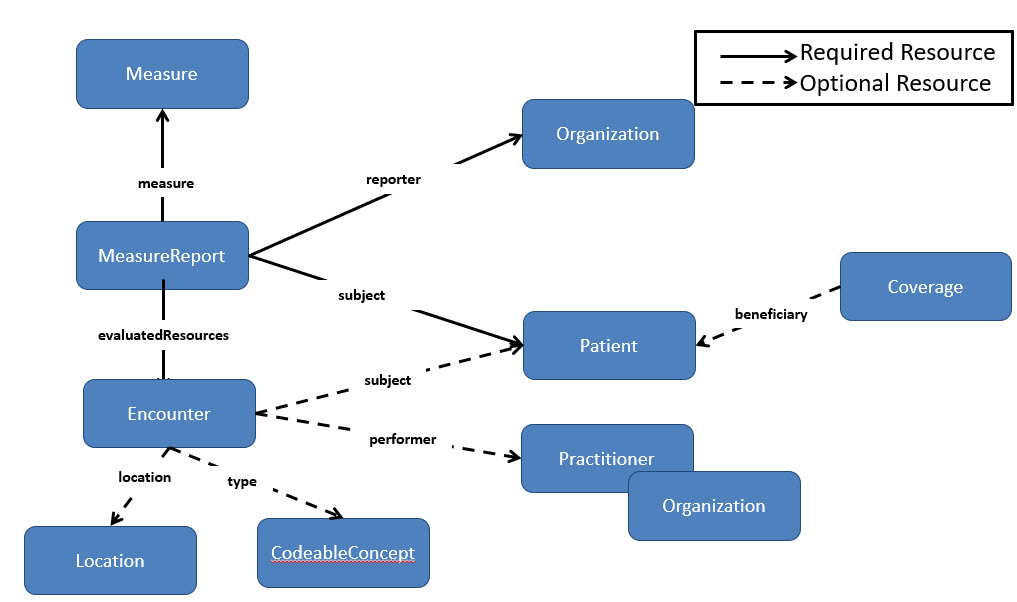 Required Resource
Optional Resource
Measure
Organization
measure
reporter
MeasureReport
Coverage
subject
beneficiary
evaluatedResources
Patient
subject
Encounter
performer
Practitioner
location
type
Organization
Location
CodeableConcept